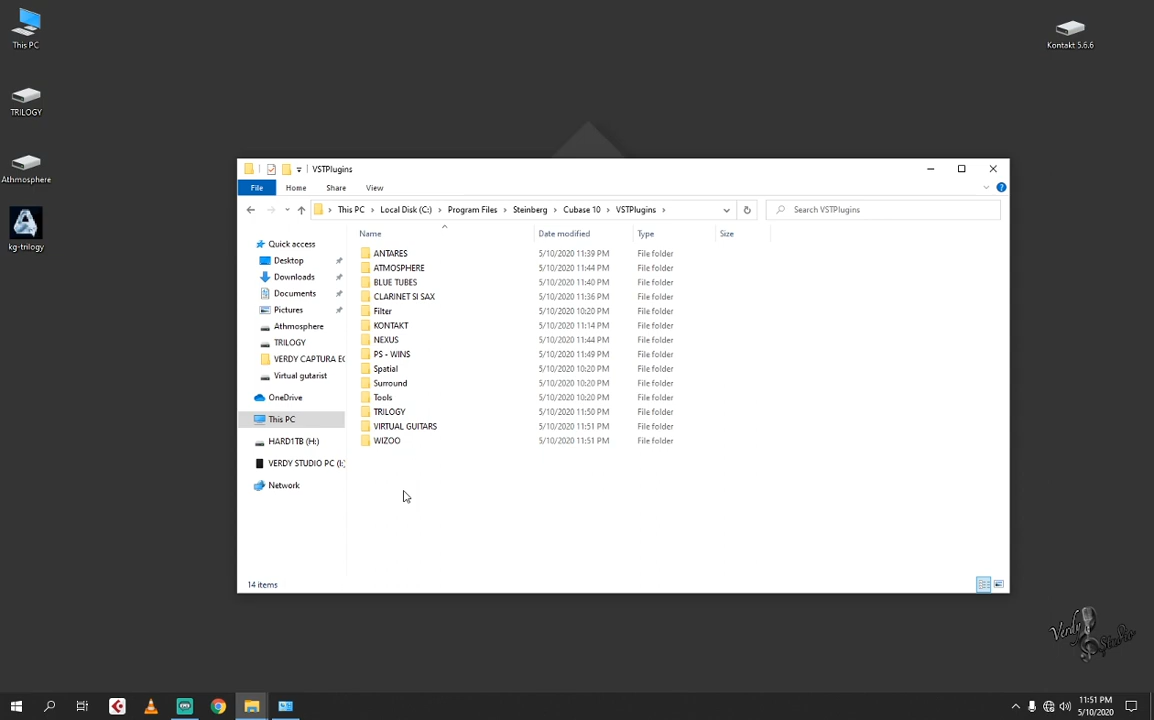 This PC
Kontakt 5.6.6
TRILOGY
Athmosphere
kg-trilogy
VSTPlugins
File Home Share View
This PC Local Disk (C:) Program Files Steinberg Cubase 10 VSTPlugins
Search VSTPlugins
Name Date modified Type Size
Quick access
Desktop
Downloads
Documents
Pictures
Athmosphere
TRILOGY
VERDY CAPTURA EC
Virtual gutarist
OneDrive
This PC
HARD1TB (H:)
VERDY STUDIO PC (I:)
Network
ANTARES 5/10/2020 11:39 PM File folder
ATMOSPHERE 5/10/2020 11:44 PM File folder
BLUE TUBES 5/10/2020 11:40 PM File folder
CLARINET SI SAX 5/10/2020 11:36 PM File folder
Filter 5/10/2020 10:20 PM File folder
KONTAKT 5/10/2020 11:14 PM File folder
NEXUS 5/10/2020 11:44 PM File folder
PS - WINS 5/10/2020 11:49 PM File folder
Spatial 5/10/2020 10:20 PM File folder
Surround 5/10/2020 10:20 PM File folder
Tools 5/10/2020 10:20 PM File folder
TRILOGY 5/10/2020 11:50 PM File folder
VIRTUAL GUITARS 5/10/2020 11:51 PM File folder
WIZOO 5/10/2020 11:51 PM File folder
14 items
Verdy Studio
11:51 PM
5/10/2020